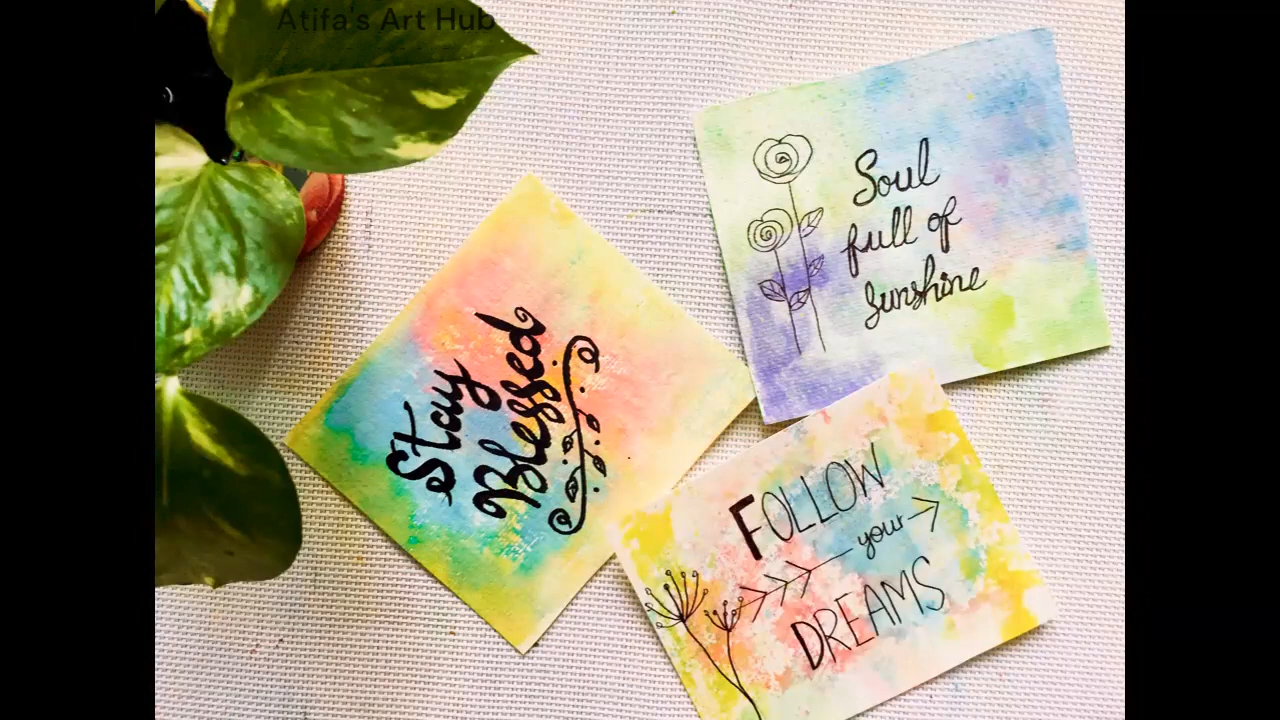 Atifa's Art Hub
Soul
full of
sunshine
Stay
Blessed
FOLLOW
your
DREAMS